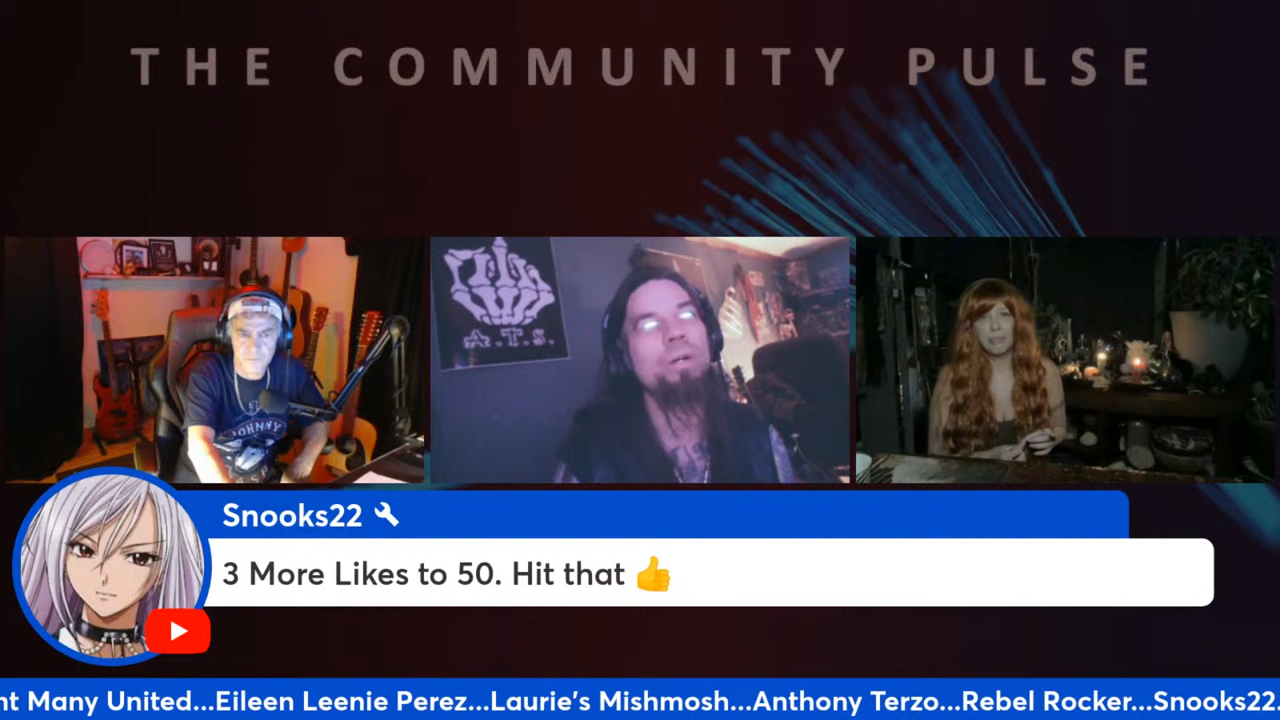 THE COMMUNITY PULSE
A.T.S.
JOHNNY
Snooks22
3 More Likes to 50. Hit that 👍
nt Many United...Eileen Leenie Perez...Laurie's Mishmosh...Anthony Terzo...Rebel Rocker...Snooks22.